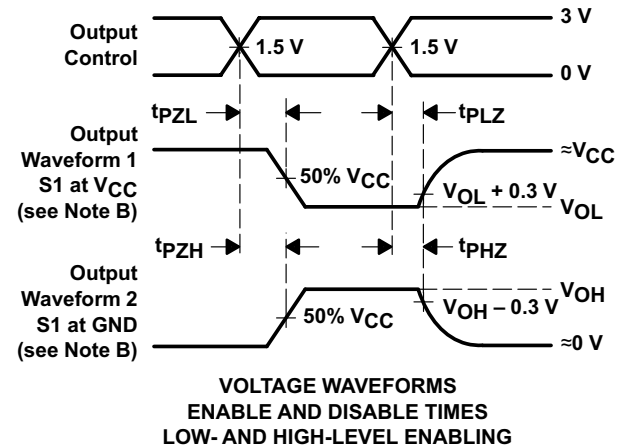 Output
Control
1.5 V
1.5 V
3 V
0 V
tPZL
tPLZ
Output
Waveform 1
S1 at VCC
(see Note B)
50% VCC
≈VCC
VOL + 0.3 V
VOL
tPZH
tPHZ
Output
Waveform 2
S1 at GND
(see Note B)
50% VCC
VOH
VOH – 0.3 V
≈0 V
VOLTAGE WAVEFORMS
ENABLE AND DISABLE TIMES
LOW- AND HIGH-LEVEL ENABLING